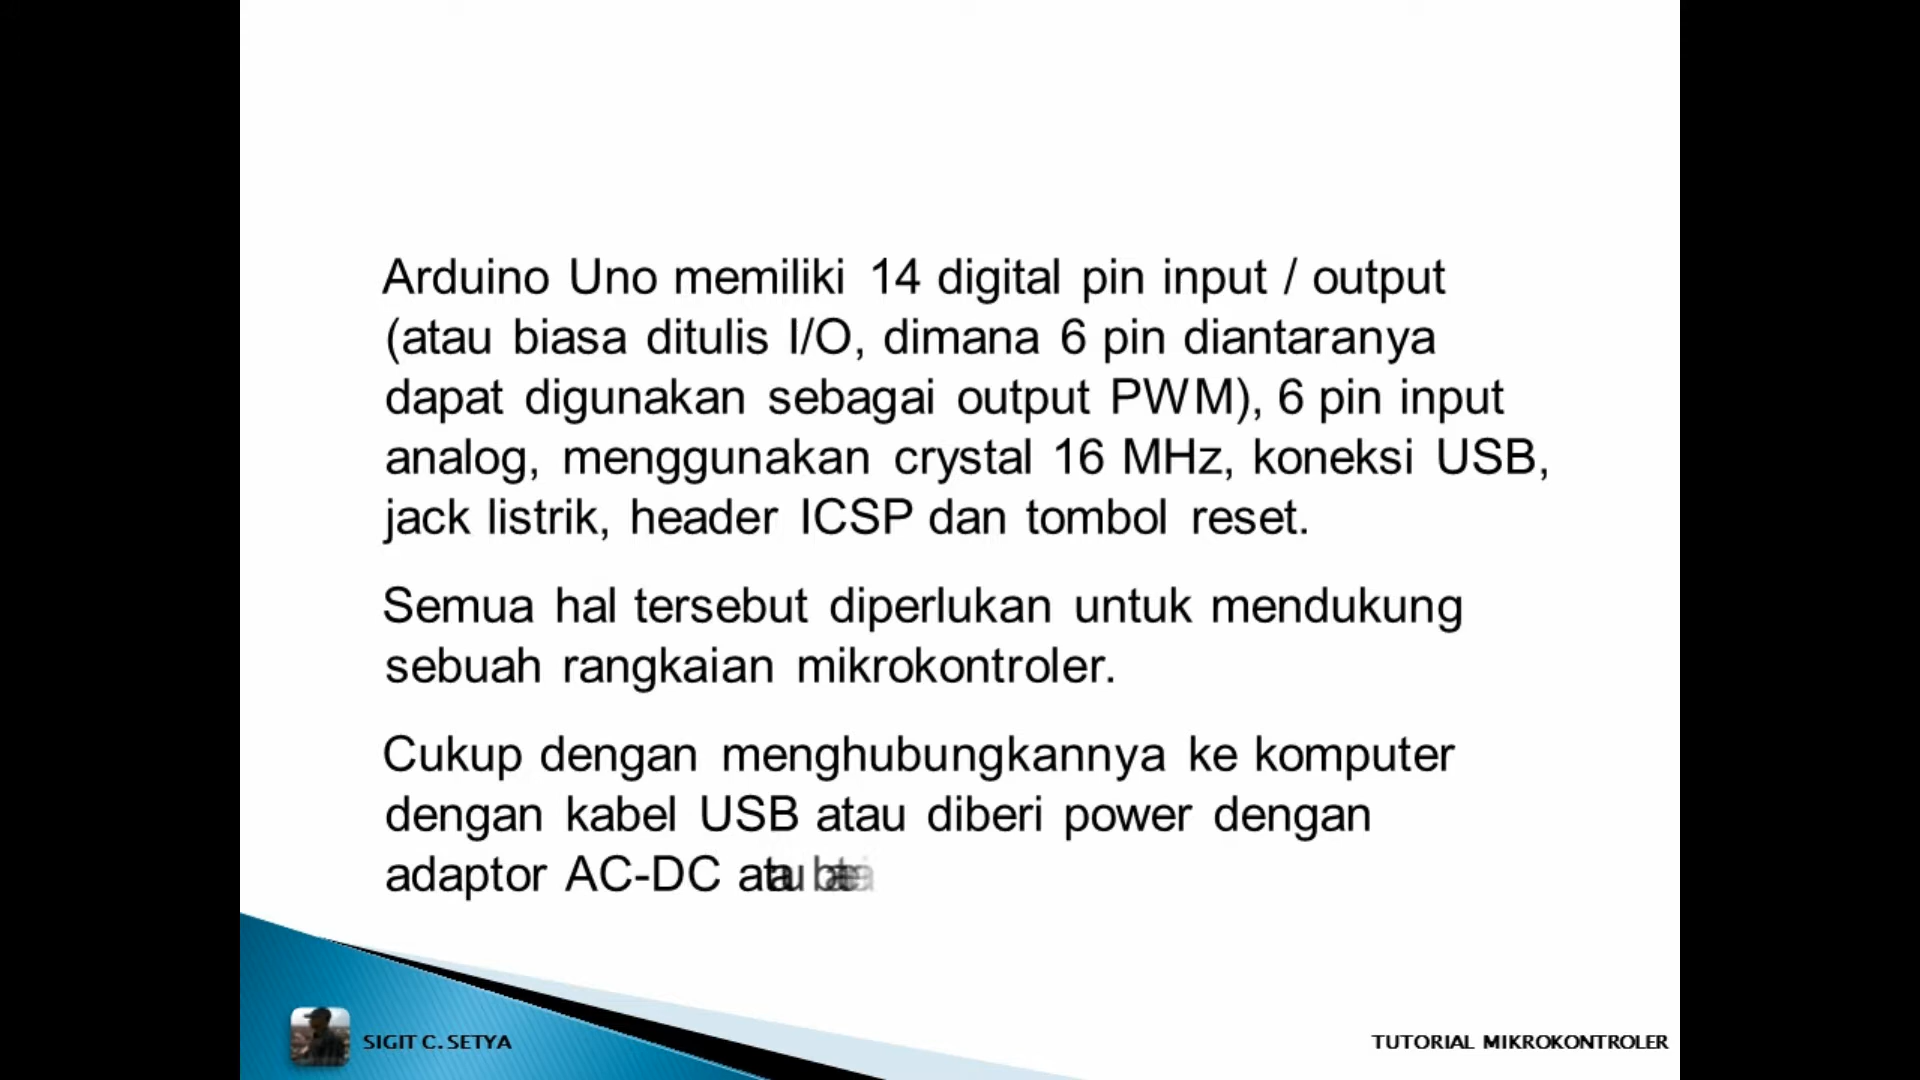 Arduino Uno memiliki 14 digital pin input / output
(atau biasa ditulis I/O, dimana 6 pin diantaranya
dapat digunakan sebagai output PWM), 6 pin input
analog, menggunakan crystal 16 MHz, koneksi USB,
jack listrik, header ICSP dan tombol reset.
Semua hal tersebut diperlukan untuk mendukung
sebuah rangkaian mikrokontroler.
Cukup dengan menghubungkannya ke komputer
dengan kabel USB atau diberi power dengan
adaptor AC-DC atau
SIGIT C. SETYA
TUTORIAL MIKROKONTROLER